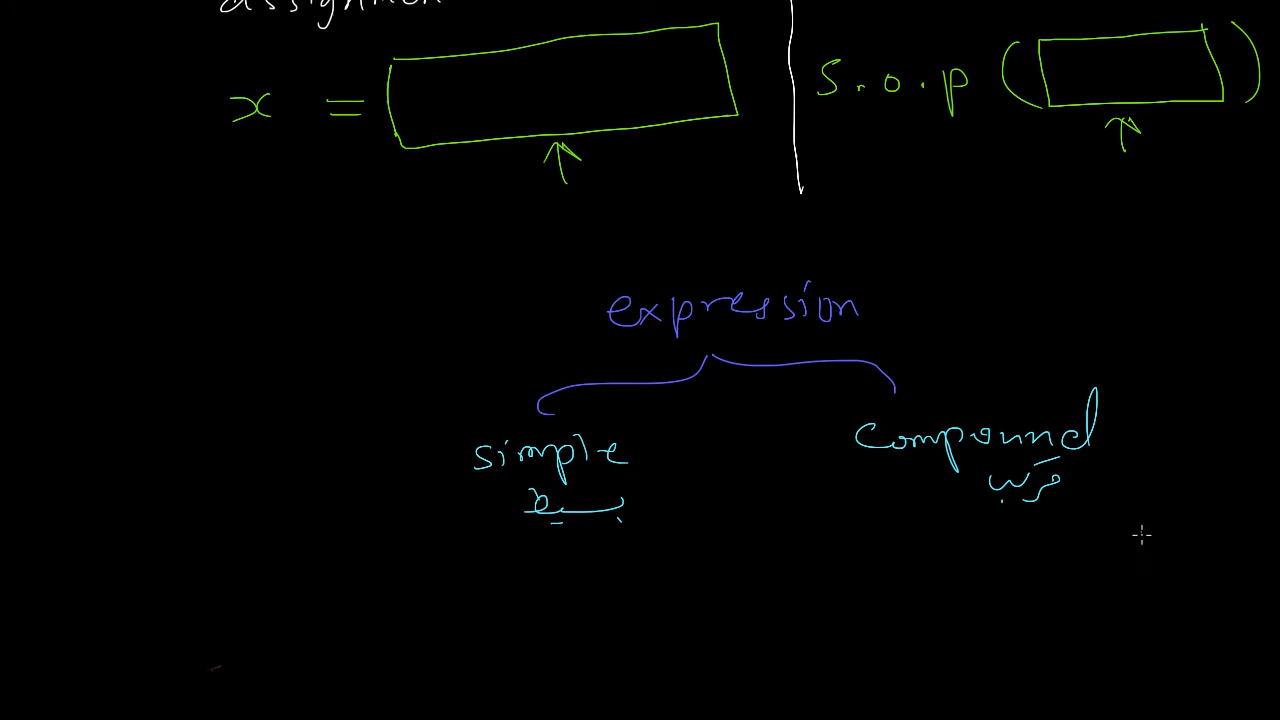 x =
S.O.P ( )
expression
simple
compound
بسيط
مركب